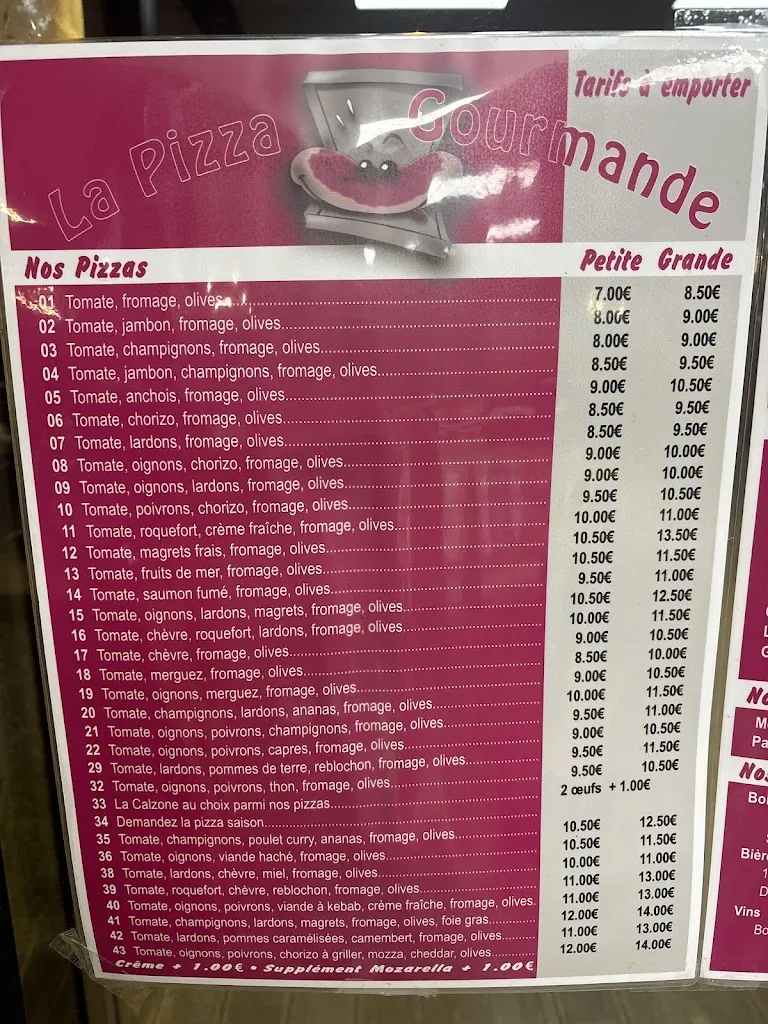 Tarifs à emporter
La Pizza Gourmande
Nos Pizzas Petite Grande
01 Tomate, fromage, olives 7.00€ 8.50€
02 Tomate, jambon, fromage, olives 8.00€ 9.00€
03 Tomate, champignons, fromage, olives 8.00€ 9.00€
04 Tomate, jambon, champignons, fromage, olives 8.50€ 9.50€
05 Tomate, anchois, fromage, olives 9.00€ 10.50€
06 Tomate, chorizo, fromage, olives 8.50€ 9.50€
07 Tomate, lardons, fromage, olives 8.50€ 9.50€
08 Tomate, oignons, chorizo, fromage, olives 9.00€ 10.00€
09 Tomate, oignons, lardons, fromage, olives 9.00€ 10.00€
10 Tomate, poivrons, chorizo, fromage, olives 9.50€ 10.50€
11 Tomate, roquefort, crème fraîche, fromage, olives 10.00€ 11.00€
12 Tomate, magrets frais, fromage, olives 10.50€ 13.50€
13 Tomate, fruits de mer, fromage, olives 10.50€ 11.50€
14 Tomate, saumon fumé, fromage, olives 9.50€ 11.00€
15 Tomate, oignons, lardons, magrets, fromage, olives 10.50€ 12.50€
16 Tomate, chèvre, roquefort, lardons, fromage, olives 10.00€ 11.50€
17 Tomate, chèvre, fromage, olives 9.00€ 10.50€
18 Tomate, merguez, fromage, olives 8.50€ 10.00€
19 Tomate, oignons, merguez, fromage, olives 9.00€ 10.50€
20 Tomate, champignons, lardons, ananas, fromage, olives 10.00€ 11.50€
21 Tomate, oignons, poivrons, champignons, fromage, olives 9.50€ 11.00€
22 Tomate, oignons, poivrons, capres, fromage, olives 9.00€ 10.50€
29 Tomate, lardons, pommes de terre, reblochon, fromage, olives 9.50€ 11.50€
32 Tomate, oignons, poivrons, thon, fromage, olives 9.50€ 10.50€
33 La Calzone au choix parmi nos pizzas 2 œufs + 1.00€
34 Demandez la pizza saison
35 Tomate, champignons, poulet curry, ananas, fromage, olives 10.50€ 12.50€
36 Tomate, oignons, viande haché, fromage, olives 10.50€ 11.50€
38 Tomate, lardons, chèvre, miel, fromage, olives 10.00€ 11.00€
39 Tomate, roquefort, chèvre, reblochon, fromage, olives 11.00€ 13.00€
40 Tomate, oignons, poivrons, viande à kebab, crème fraîche, fromage, olives. 11.00€ 13.00€
41 Tomate, champignons, lardons, magrets, fromage, olives, foie gras 12.00€ 14.00€
42 Tomate, lardons, pommes caramélisées, camembert, fromage, olives 11.00€ 13.00€
43 Tomate, oignons, poivrons, chorizo à griller, mozza, cheddar, olives 12.00€ 14.00€
Crème + 1.00€ • Supplément Mozarella + 1.00€
Vins